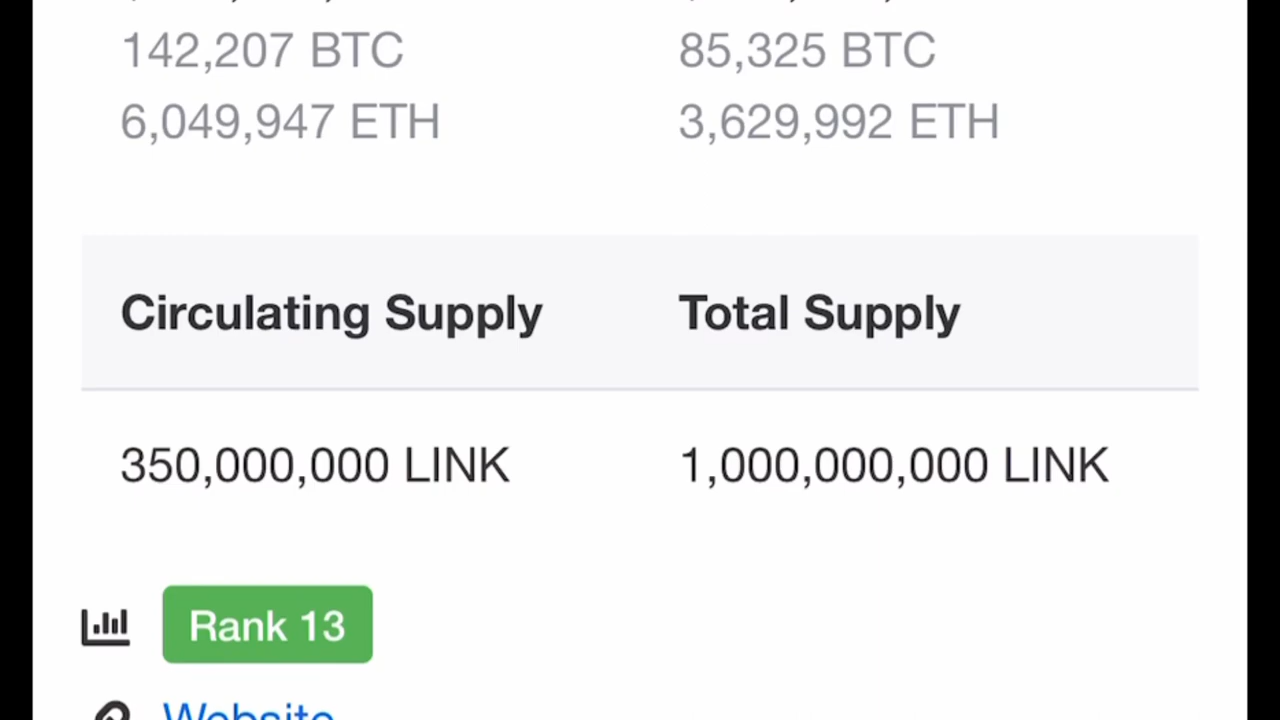 142,207 BTC 85,325 BTC
6,049,947 ETH 3,629,992 ETH
Circulating Supply Total Supply
350,000,000 LINK 1,000,000,000 LINK
Rank 13
Website